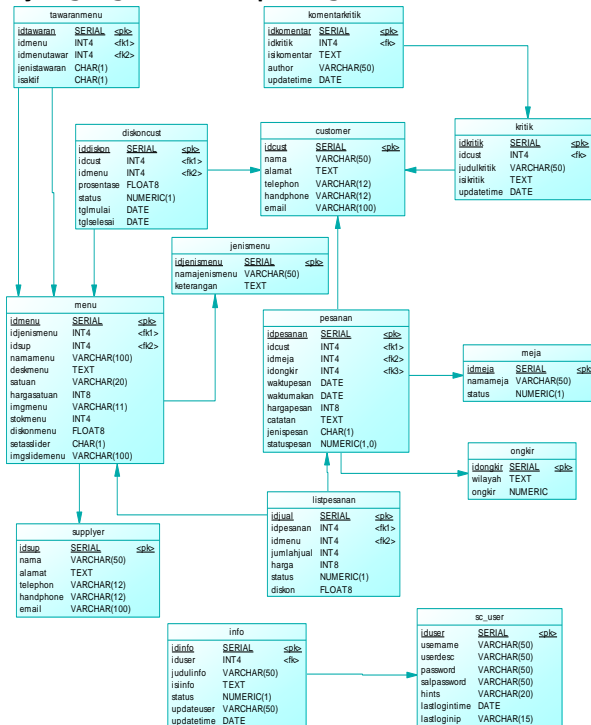 tawaranmenu
idtawaran SERIAL <pk>
idmenu INT4 <fk1>
idmenutawar INT4 <fk2>
jenistawaran CHAR(1)
isaktif CHAR(1)
komentarkritik
idkomentar SERIAL <pk>
idkritik INT4 <fk>
isikomentar TEXT
author VARCHAR(50)
updatetime DATE
diskoncust
iddiskon SERIAL <pk>
idcust INT4 <fk1>
idmenu INT4 <fk2>
prosentase FLOAT8
status NUMERIC(1)
tglmulai DATE
tglselesai DATE
customer
idcust SERIAL <pk>
nama VARCHAR(50)
alamat TEXT
telephon VARCHAR(12)
handphone VARCHAR(12)
email VARCHAR(100)
kritik
idkritik SERIAL <pk>
idcust INT4 <fk>
judulkritik VARCHAR(50)
isikritik TEXT
updatetime DATE
jenismenu
idjenismenu SERIAL <pk>
namajenismenu VARCHAR(50)
keterangan TEXT
menu
idmenu SERIAL <pk>
idjenismenu INT4 <fk1>
idsup INT4 <fk2>
namamenu VARCHAR(100)
deskmenu TEXT
satuan VARCHAR(20)
hargasatuan INT8
imgmenu VARCHAR(11)
stokmenu INT4
diskonmenu FLOAT8
setasslider CHAR(1)
imgslidemenu VARCHAR(100)
pesanan
idpesanan SERIAL <pk>
idcust INT4 <fk1>
idmeja INT4 <fk2>
idongkir INT4 <fk3>
waktupesan DATE
waktumakan DATE
hargapesan INT8
catatan TEXT
jenispesan CHAR(1)
statuspesan NUMERIC(1,0)
meja
idmeja SERIAL <pk
namameja VARCHAR(50)
status NUMERIC(1)
ongkir
idongkir SERIAL <pk>
wilayah TEXT
ongkir NUMERIC
supplyer
idsup SERIAL <pk>
nama VARCHAR(50)
alamat TEXT
telephon VARCHAR(12)
handphone VARCHAR(12)
email VARCHAR(100)
listpesanan
idjual SERIAL <pk>
idpesanan INT4 <fk1>
idmenu INT4 <fk2>
jumlahjual INT4
harga INT8
status NUMERIC(1)
diskon FLOAT8
info
idinfo SERIAL <pk>
iduser INT4 <fk>
judulinfo VARCHAR(50)
isiinfo TEXT
status NUMERIC(1)
updateuser VARCHAR(50)
updatetime DATE
sc_user
iduser SERIAL <pk>
username VARCHAR(50)
userdesc VARCHAR(50)
password VARCHAR(50)
salpassword VARCHAR(50)
hints VARCHAR(20)
lastlogintime DATE
lastloginip VARCHAR(15)